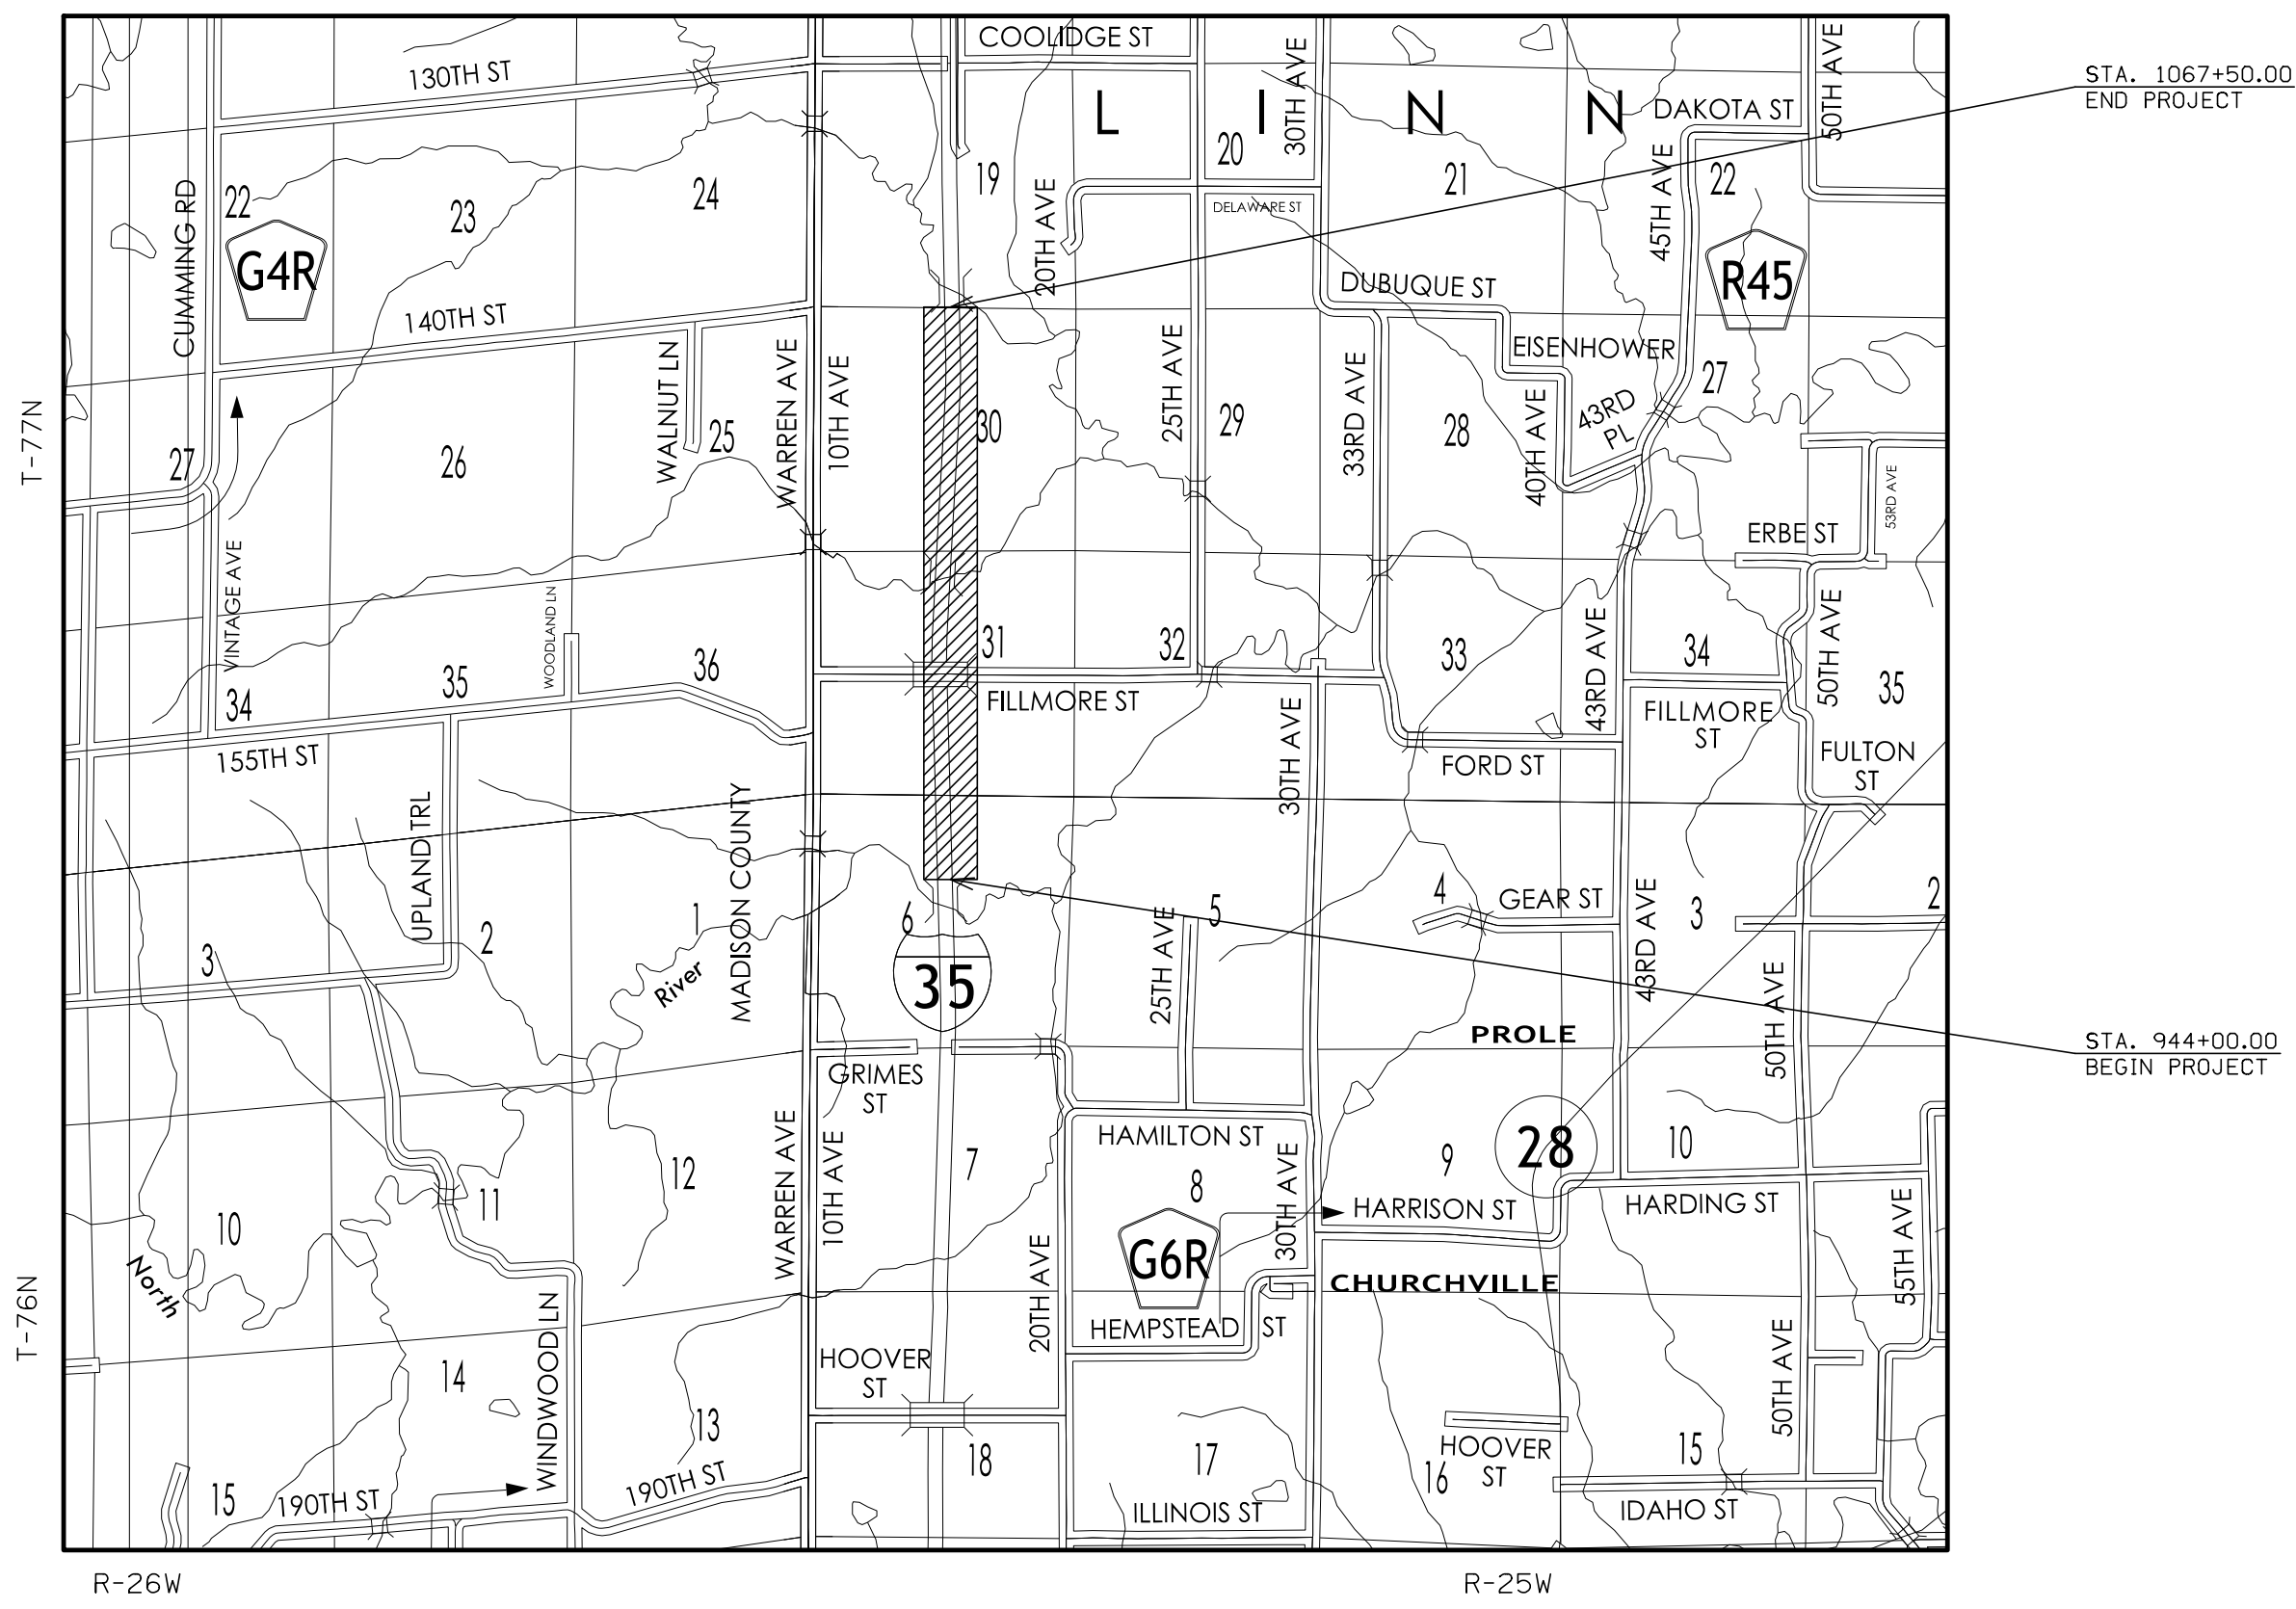 COOLIDGE ST
130TH ST
30TH AVE
50TH AVE
STA. 1067+50.00
END PROJECT
L I N N
DAKOTA ST
20
19
21
22
45TH AVE
CUMMING RD
22
23
24
20TH AVE
DELAWARE ST
G4R
R45
DUBUQUE ST
140TH ST
EISENHOWER
WALNUT LN
WARREN AVE
10TH AVE
25TH AVE
33RD AVE
40TH AVE
43RD
PL
27
T-77N
27
26
25
30
29
28
53RD AVE
ERBE ST
VINTAGE AVE
WOODLAND LN
31
32
33
43RD AVE
34
50TH AVE
35
34
35
36
FILLMORE ST
30TH AVE
FILLMORE
ST
155TH ST
FORD ST
FULTON
ST
UPLAND TRL
MADISON COUNTY
3
2
1
River
6
35
25TH AVE
5
4
GEAR ST
43RD AVE
3
2
50TH AVE
PROLE
STA. 944+00.00
BEGIN PROJECT
GRIMES
ST
WARREN AVE
10TH AVE
7
HAMILTON ST
8
30TH AVE
9
28
10
HARRISON ST
HARDING ST
55TH AVE
12
11
10
North
T-76N
G6R
20TH AVE
CHURCHVILLE
HEMPSTEAD ST
WINDWOOD LN
HOOVER
ST
50TH AVE
14
13
18
17
16
HOOVER
ST
15
15
190TH ST
190TH ST
ILLINOIS ST
IDAHO ST
R-26W
R-25W